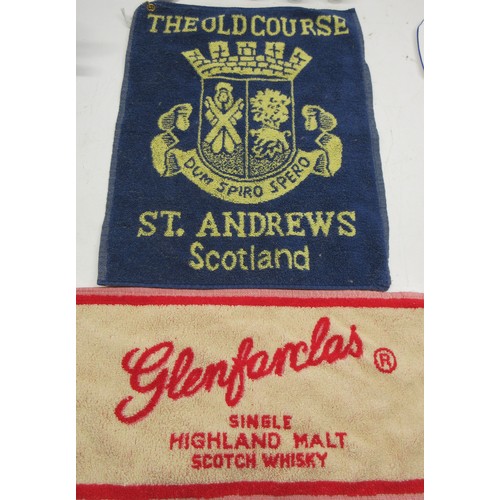 THE OLD COURSE
DUM SPIRO SPERO
ST. ANDREWS
Scotland
Glenfarclas ®
SINGLE
HIGHLAND MALT
SCOTCH WHISKY